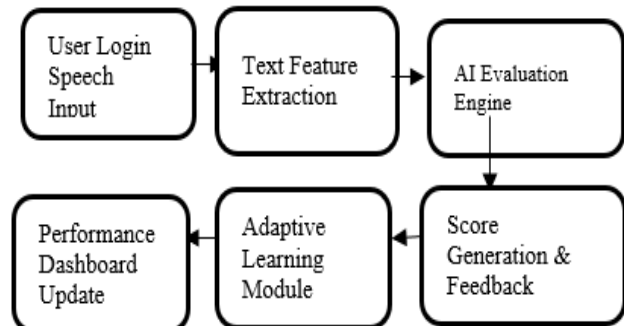 User Login
Speech
Input
Text Feature
Extraction
AI Evaluation
Engine
Performance
Dashboard
Update
Adaptive
Learning
Module
Score
Generation &
Feedback